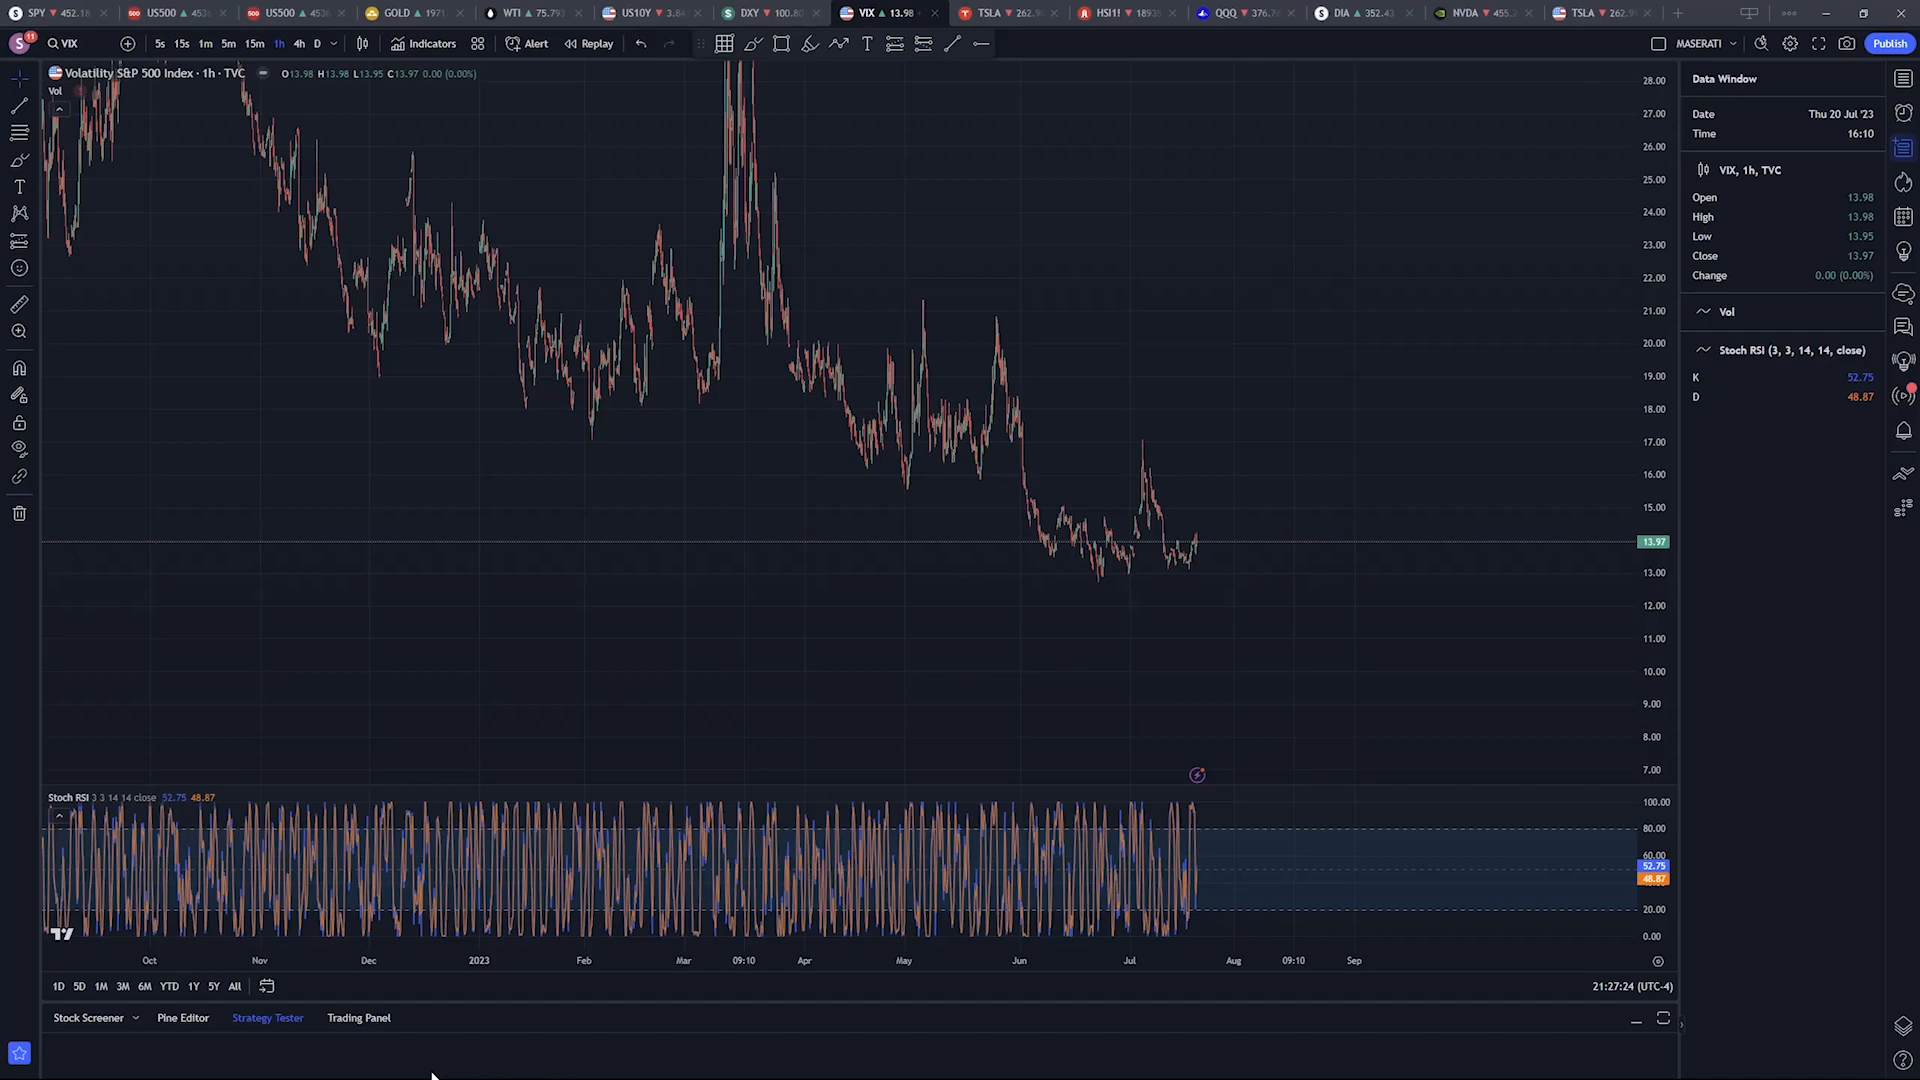 SPY ▼ 452.18
US500 ▲ 4536
US500 ▲ 4536
GOLD ▲ 1971
WTI ▲ 75.793
US10Y ▼ 3.84
DXY ▼ 100.80
VIX ▲ 13.98
TSLA ▼ 262.90
HSI1! ▼ 1893
QQQ ▼ 376.7
DIA ▲ 352.43
NVDA ▼ 455.2
TSLA ▼ 262.9
S 11 VIX 5s 15s 1m 5m 15m 1h 4h D Indicators Alert Replay T MASERATI Publish
Volatility S&P 500 Index · 1h · TVC O13.98 H13.98 L13.95 C13.97 0.00 (0.00%)
Vol
28.00
27.00
26.00
25.00
24.00
23.00
22.00
21.00
20.00
19.00
18.00
17.00
16.00
15.00
13.97
13.00
12.00
11.00
10.00
9.00
8.00
7.00
Stoch RSI 3 3 14 14 close 52.75 48.87
100.00
80.00
60.00
52.75
48.87
20.00
0.00
Oct Nov Dec 2023 Feb Mar 09:10 Apr May Jun Jul Aug 09:10 Sep
1D 5D 1M 3M 6M YTD 1Y 5Y All 21:27:24 (UTC-4)
Stock Screener Pine Editor Strategy Tester Trading Panel
Data Window
Date Thu 20 Jul '23
Time 16:10
VIX, 1h, TVC
Open 13.98
High 13.98
Low 13.95
Close 13.97
Change 0.00 (0.00%)
Vol
Stoch RSI (3, 3, 14, 14, close)
K 52.75
D 48.87